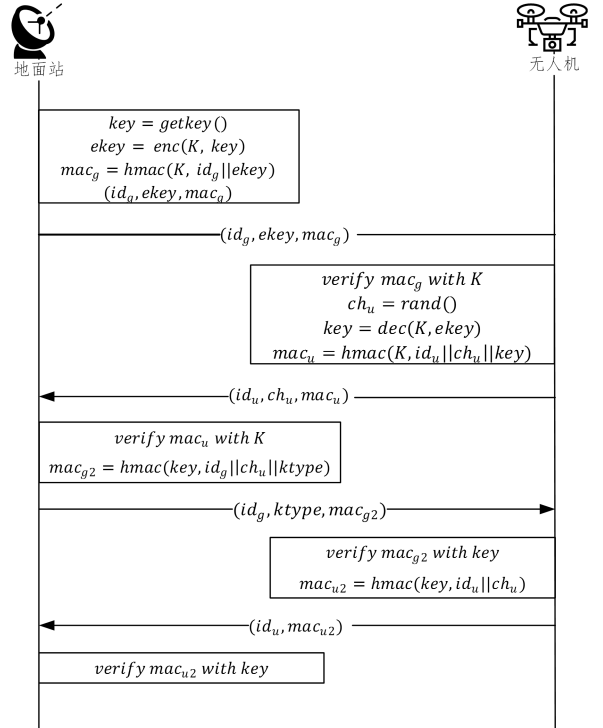 地面站
无人机
key = getkey()
ekey = enc(K, key)
mac_g = hmac(K, id_g||ekey)
(id_g, ekey, mac_g)
(id_g, ekey, mac_g)
verify mac_g with K
ch_u = rand()
key = dec(K, ekey)
mac_u = hmac(K, id_u||ch_u||key)
(id_u, ch_u, mac_u)
verify mac_u with K
mac_g2 = hmac(key, id_g||ch_u||ktype)
(id_g, ktype, mac_g2)
verify mac_g2 with key
mac_u2 = hmac(key, id_u||ch_u)
(id_u, mac_u2)
verify mac_u2 with key